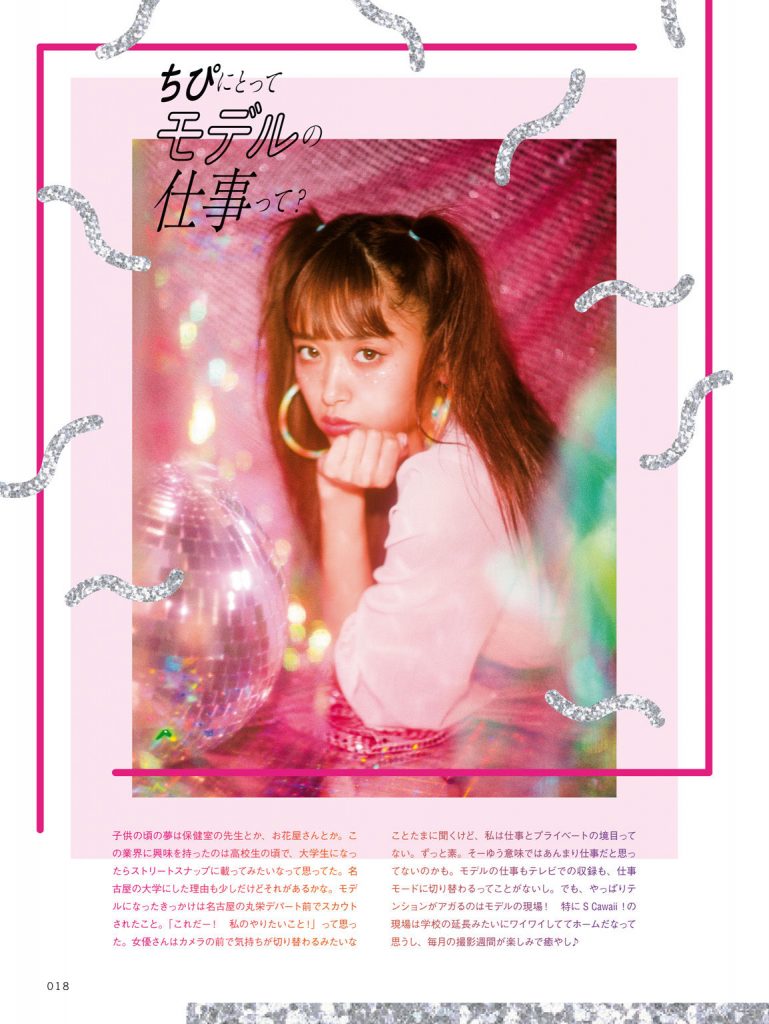 ちぴにとって
モデルの
仕事って?
子供の頃の夢は保健室の先生とか、お花屋さんとか。こ
の業界に興味を持ったのは高校生の頃で、大学生になっ
たらストリートスナップに載ってみたいなって思ってた。名
古屋の大学にした理由も少しだけどそれがあるかな。モデ
ルになったきっかけは名古屋の丸栄デパート前でスカウト
されたこと。「これだー! 私のやりたいこと!」って思っ
た。女優さんはカメラの前で気持ちが切り替わるみたいな
ことたまに聞くけど、私は仕事とプライベートの境目って
ない。ずっと素。そーゆう意味ではあんまり仕事だと思っ
てないのかも。モデルの仕事もテレビでの収録も、仕事
モードに切り替わるってことがないし。でも、やっぱりテ
ンションがアガるのはモデルの現場! 特にS Cawaii!の
現場は学校の延長みたいにワイワイしててホームだなって
思うし、毎月の撮影週間が楽しみで癒やし♪
018